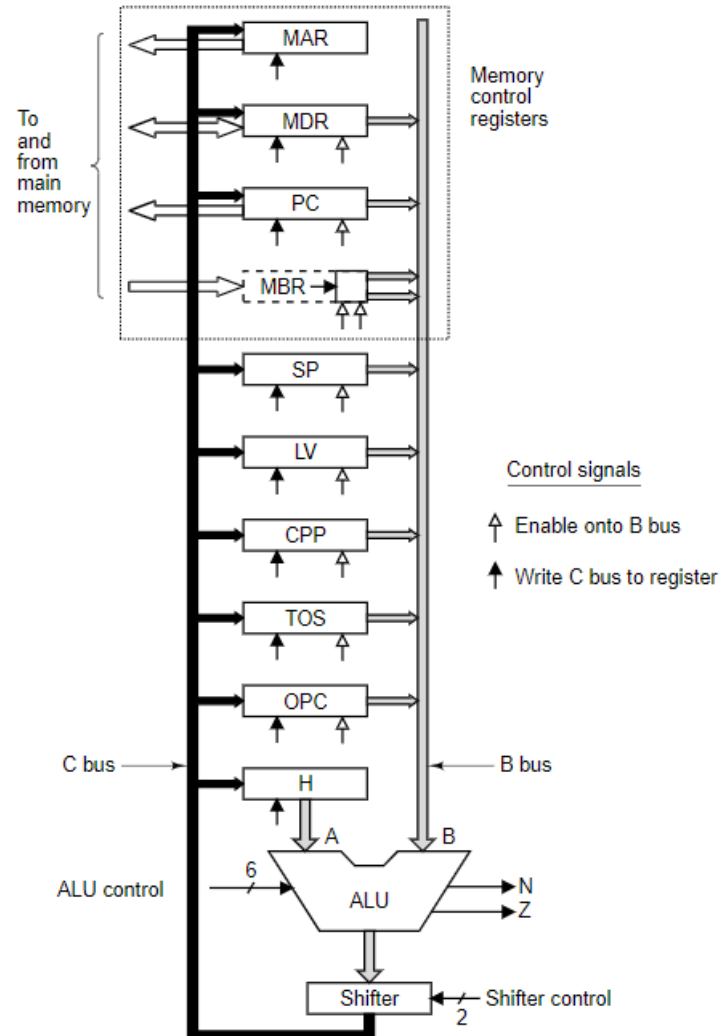 MAR
Memory
control
registers
To
and
from
main
memory
MDR
PC
MBR
SP
LV
Control signals
Enable onto B bus
CPP
Write C bus to register
TOS
OPC
C bus
B bus
H
A
B
6
ALU control
ALU
N
Z
Shifter
Shifter control
2